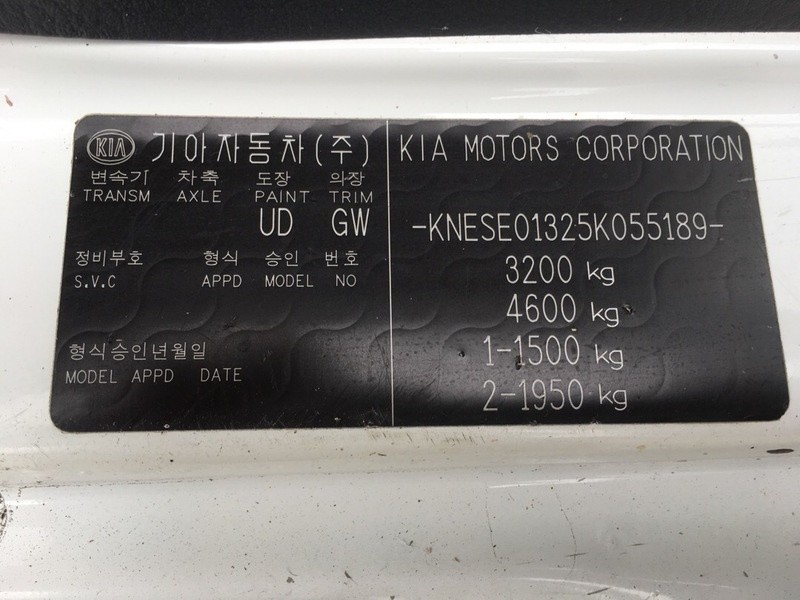 KIA 기아자동차(주)
변속기 차축 도장 의장
TRANSM AXLE PAINT TRIM
UD GW
정비부호 형식 승인 번호
S.V.C APPD MODEL NO
형식승인년월일
MODEL APPD DATE
KIA MOTORS CORPORATION
-KNESE01325K055189-
3200 kg
4600 kg
1-1500 kg
2-1950 kg